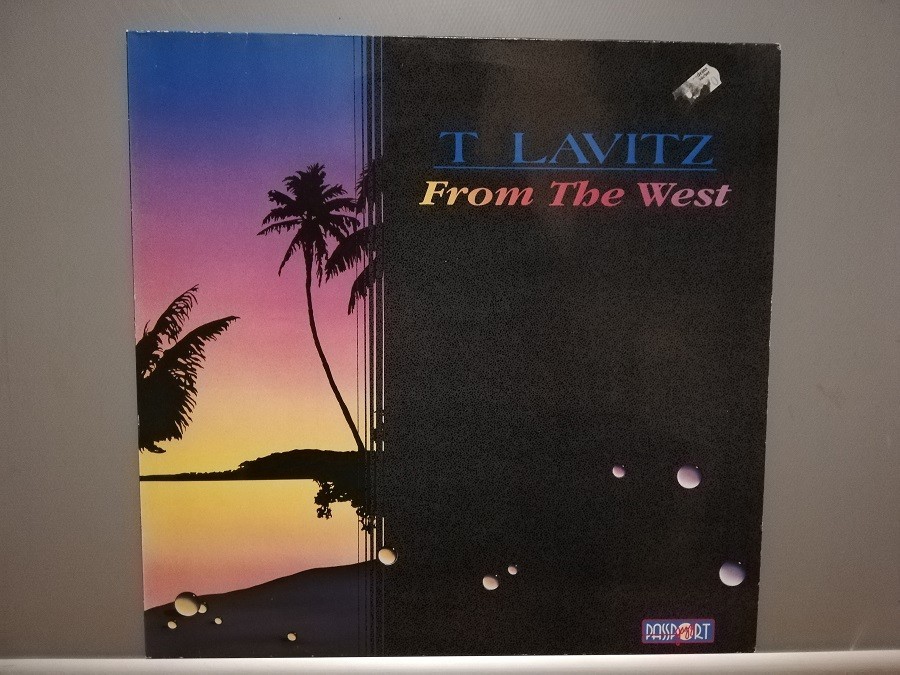 T LAVITZ
From The West
PASSPORT